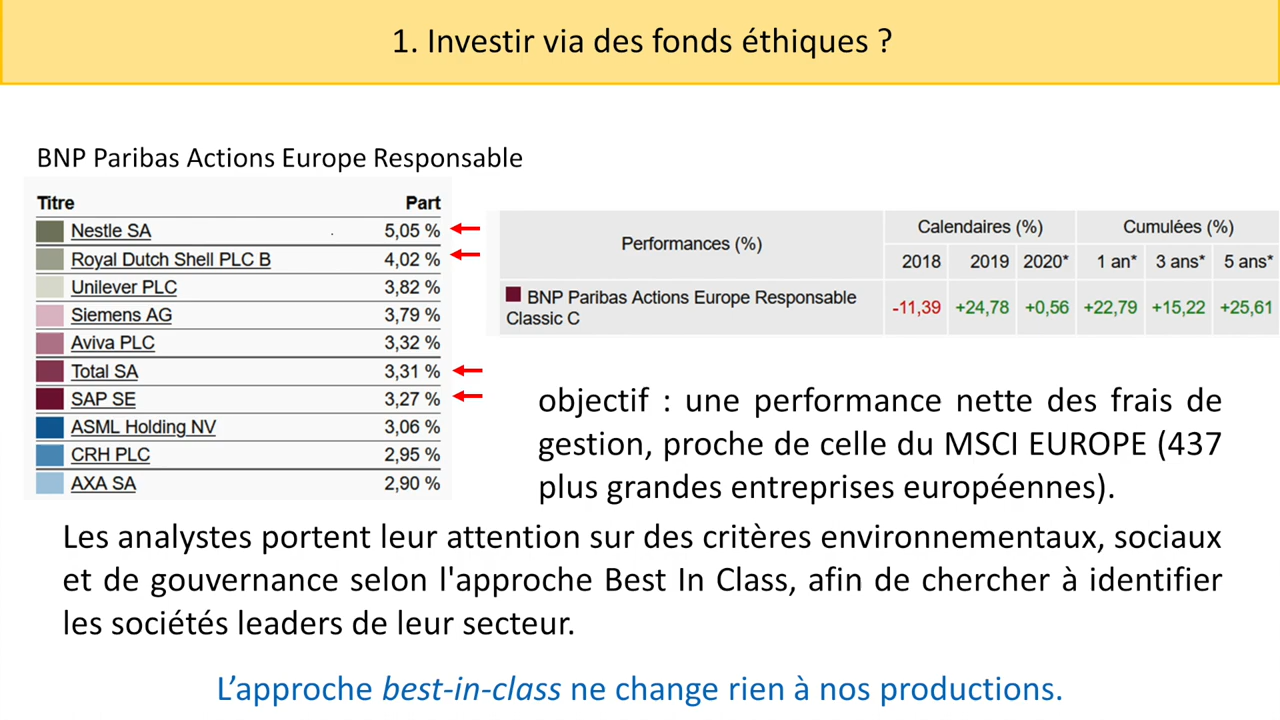 1. Investir via des fonds éthiques ?
BNP Paribas Actions Europe Responsable
Titre Part
Nestle SA 5,05 %
Royal Dutch Shell PLC B 4,02 %
Unilever PLC 3,82 %
Siemens AG 3,79 %
Aviva PLC 3,32 %
Total SA 3,31 %
SAP SE 3,27 %
ASML Holding NV 3,06 %
CRH PLC 2,95 %
AXA SA 2,90 %
Performances (%) Calendaires (%) Cumulées (%)
2018 2019 2020* 1 an* 3 ans* 5 ans*
BNP Paribas Actions Europe Responsable
Classic C -11,39 +24,78 +0,56 +22,79 +15,22 +25,61
objectif : une performance nette des frais de
gestion, proche de celle du MSCI EUROPE (437
plus grandes entreprises européennes).
Les analystes portent leur attention sur des critères environnementaux, sociaux
et de gouvernance selon l'approche Best In Class, afin de chercher à identifier
les sociétés leaders de leur secteur.
L’approche best-in-class ne change rien à nos productions.